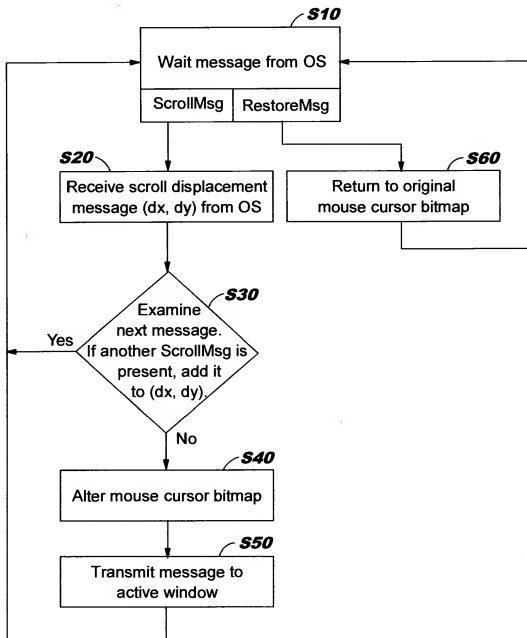 S10
Wait message from OS
ScrollMsg
RestoreMsg
S20
Receive scroll displacement
message (dx, dy) from OS
S60
Return to original
mouse cursor bitmap
S30
Examine
next message.
If another ScrollMsg is
present, add it
to (dx, dy).
Yes
No
S40
Alter mouse cursor bitmap
S50
Transmit message to
active window